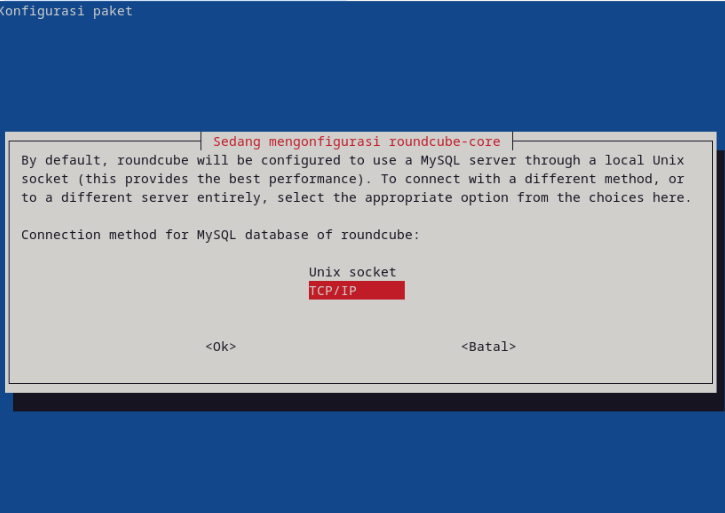 Konfigurasi paket
Sedang mengonfigurasi roundcube-core
By default, roundcube will be configured to use a MySQL server through a local Unix
socket (this provides the best performance). To connect with a different method, or
to a different server entirely, select the appropriate option from the choices here.
Connection method for MySQL database of roundcube:
Unix socket
TCP/IP
<Ok> <Batal>